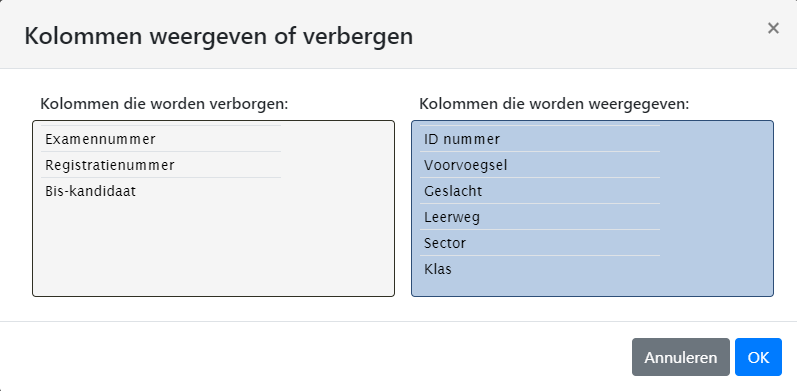 Kolommen weergeven of verbergen
×
Kolommen die worden verborgen:
Examennummer
Registratienummer
Bis-kandidaat
Kolommen die worden weergegeven:
ID nummer
Voorvoegsel
Geslacht
Leerweg
Sector
Klas
Annuleren
OK